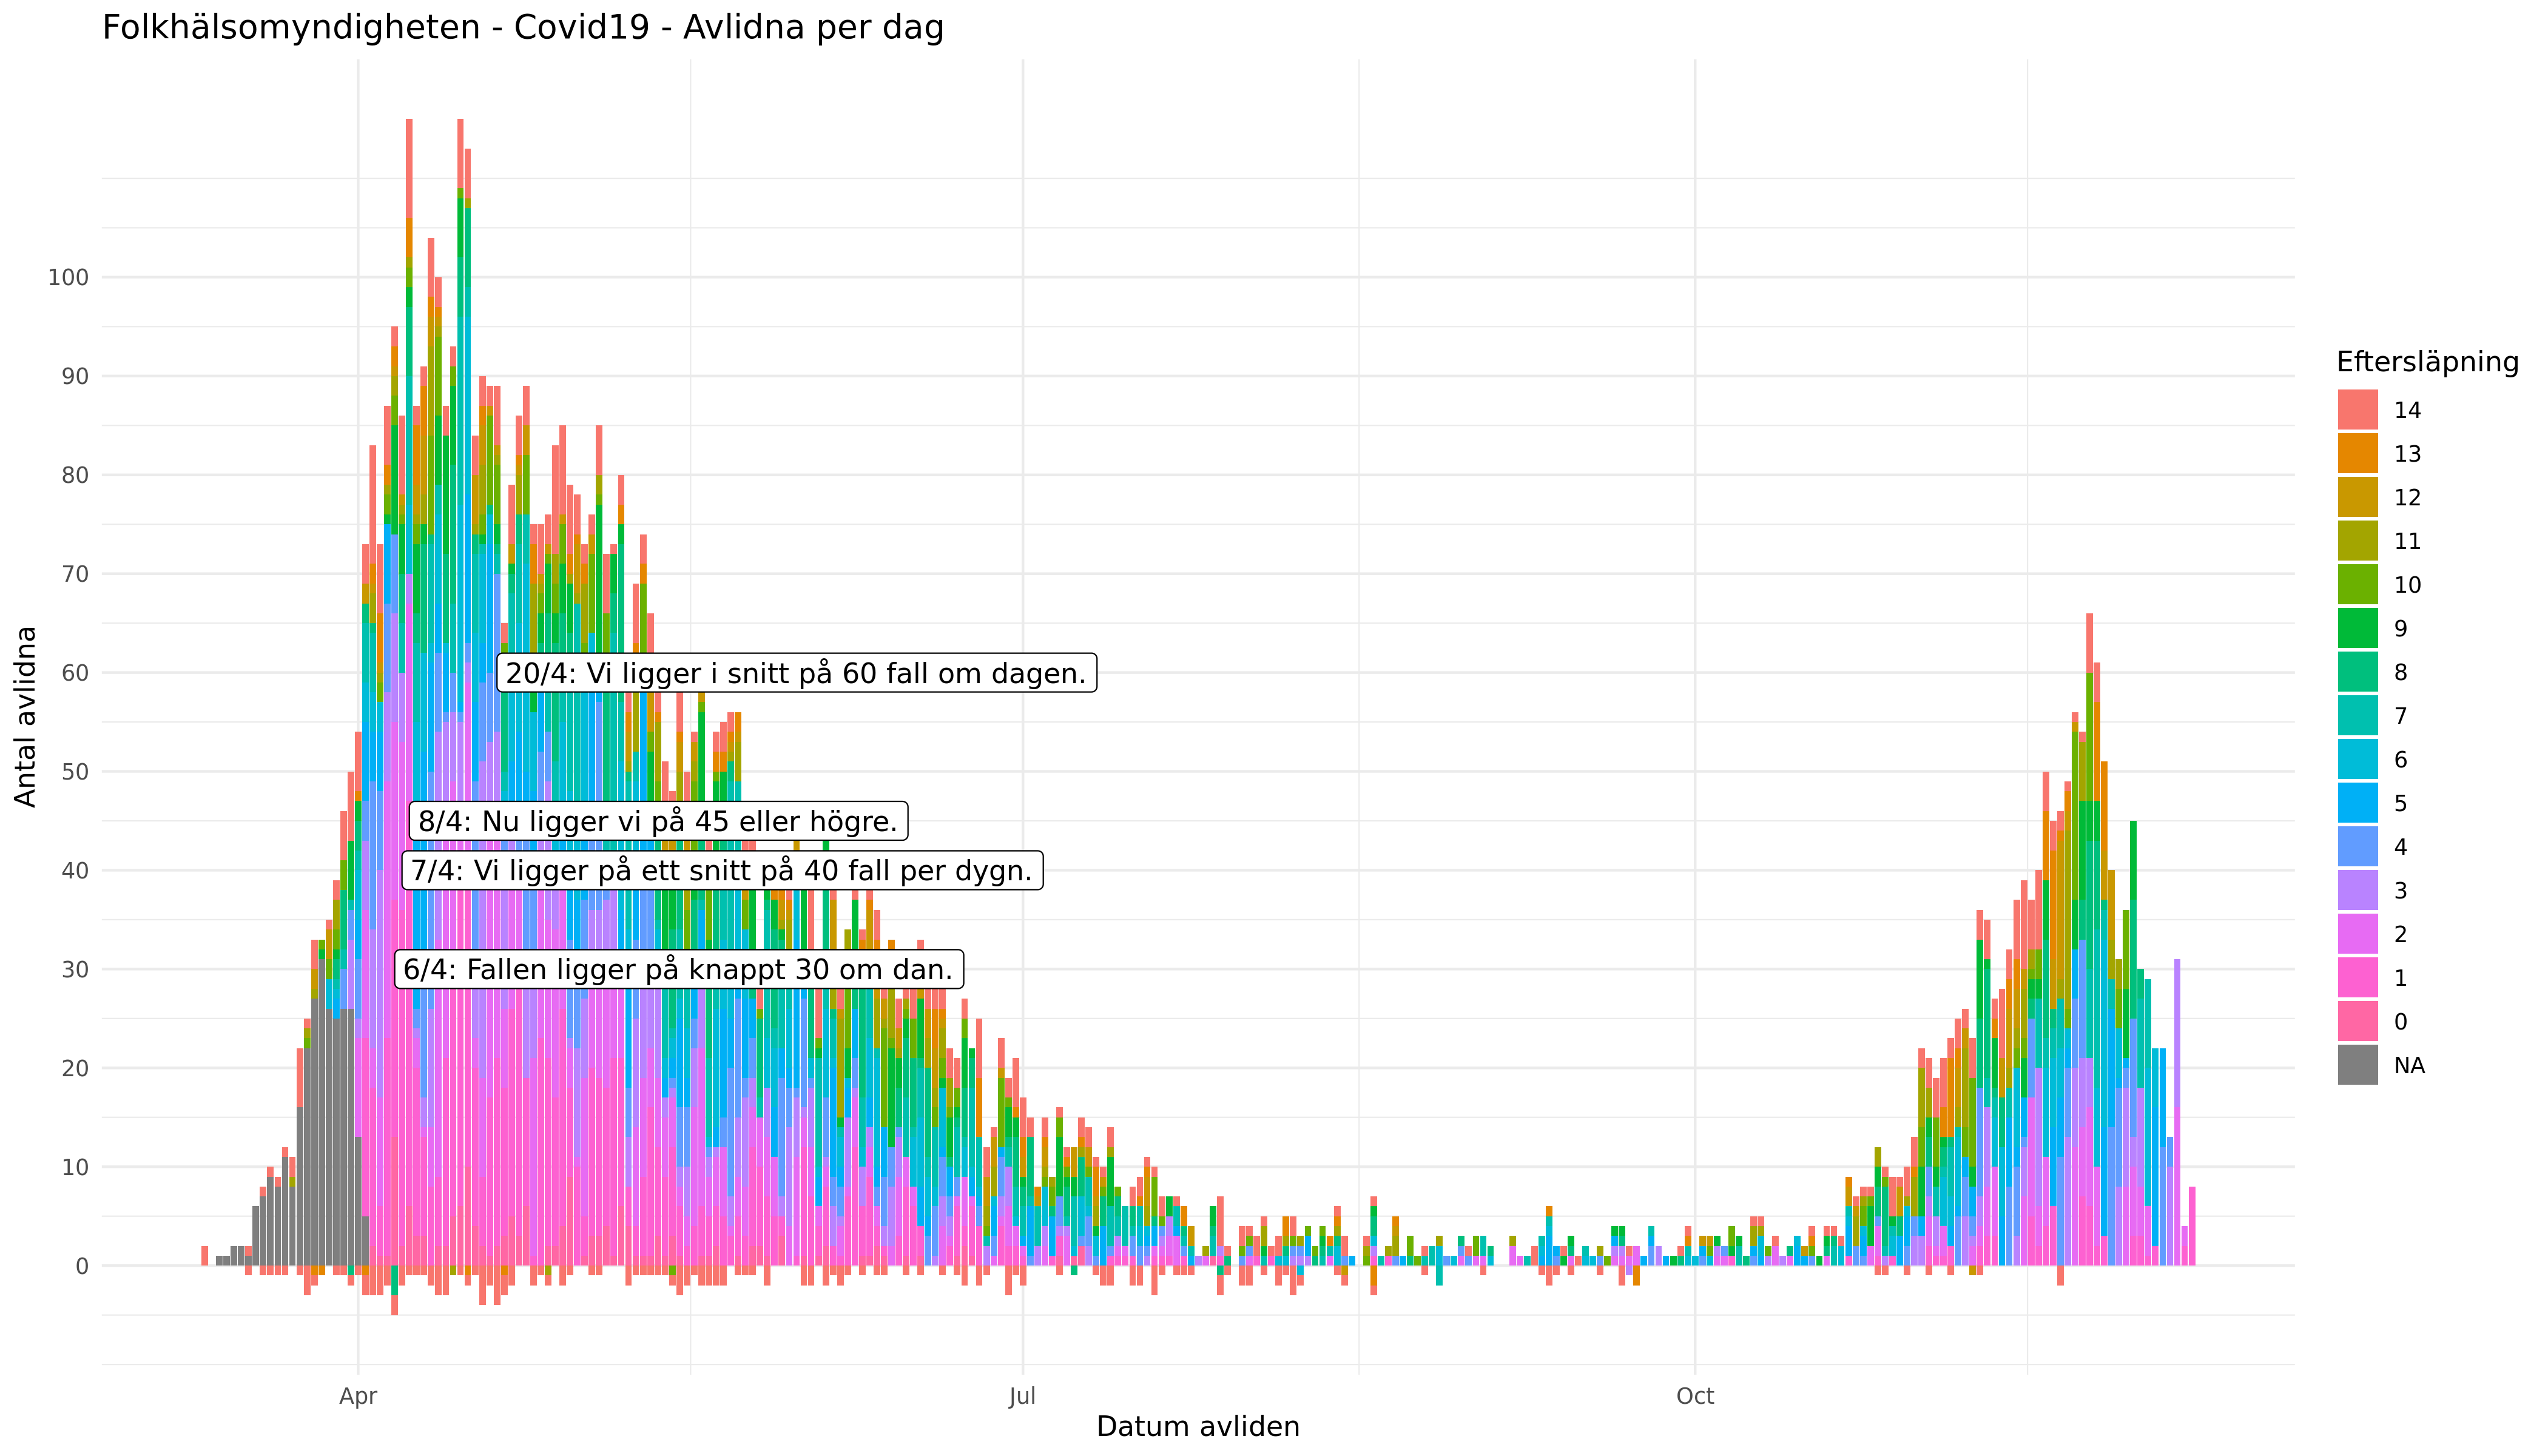 Folkhälsomyndigheten - Covid19 - Avlidna per dag
Antal avlidna
100
90
80
70
60
50
40
30
20
10
0
20/4: Vi ligger i snitt på 60 fall om dagen.
8/4: Nu ligger vi på 45 eller högre.
7/4: Vi ligger på ett snitt på 40 fall per dygn.
6/4: Fallen ligger på knappt 30 om dan.
Apr
Jul
Oct
Datum avliden
Eftersläpning
14
13
12
11
10
9
8
7
6
5
4
3
2
1
0
NA